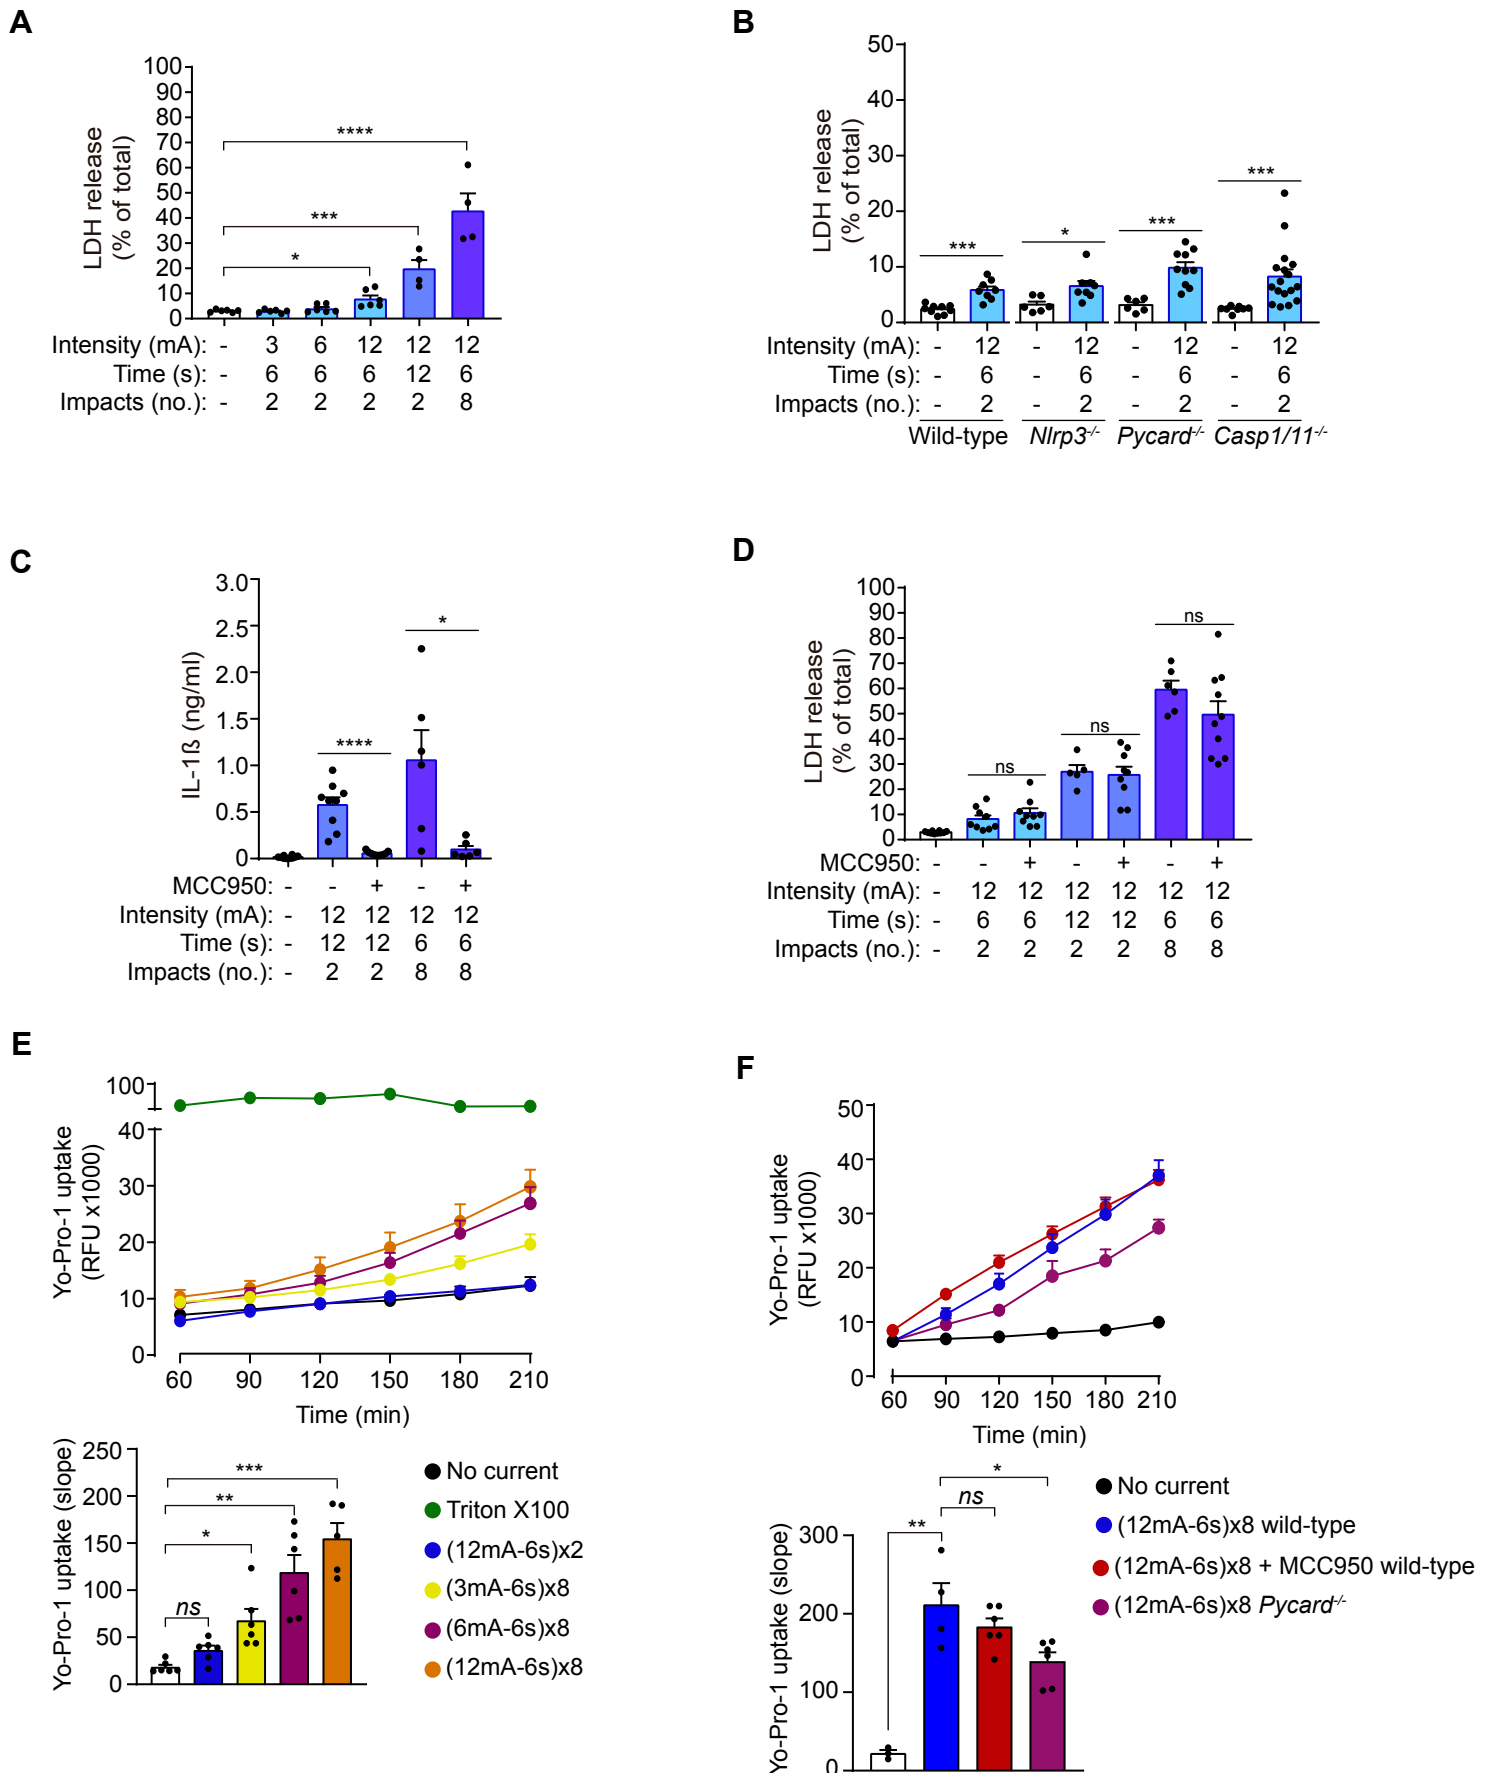 A
LDH release
(% of total)
100
90
80
70
60
50
40
30
20
10
0
****
***
*
Intensity (mA): - 3 6 12 12 12
Time (s): - 6 6 6 12 6
Impacts (no.): - 2 2 2 2 8
B
LDH release
(% of total)
50
40
30
20
10
0
*** * *** ***
Intensity (mA): - 12 - 12 - 12 - 12
Time (s): - 6 - 6 - 6 - 6
Impacts (no.): - 2 - 2 - 2 - 2
Wild-type Nlrp3-/- Pycard-/- Casp1/11-/-
C
IL-1ß (ng/ml)
3.0
2.5
2.0
1.5
1.0
0.5
0
**** *
MCC950: - - + - +
Intensity (mA): - 12 12 12 12
Time (s): - 12 12 6 6
Impacts (no.): - 2 2 8 8
D
LDH release
(% of total)
100
90
80
70
60
50
40
30
20
10
0
ns ns ns
MCC950: - - + - + - +
Intensity (mA): - 12 12 12 12 12 12
Time (s): - 6 6 12 12 6 6
Impacts (no.): - 2 2 2 2 8 8
E
Yo-Pro-1 uptake
(RFU x1000)
100
40
30
20
10
0
60 90 120 150 180 210
Time (min)
Yo-Pro-1 uptake (slope)
250
200
150
100
50
0
***
**
*
ns
No current
Triton X100
(12mA-6s)x2
(3mA-6s)x8
(6mA-6s)x8
(12mA-6s)x8
F
Yo-Pro-1 uptake
(RFU x1000)
50
40
30
20
10
0
60 90 120 150 180 210
Time (min)
Yo-Pro-1 uptake (slope)
300
200
100
0
*
ns
**
No current
(12mA-6s)x8 wild-type
(12mA-6s)x8 + MCC950 wild-type
(12mA-6s)x8 Pycard-/-